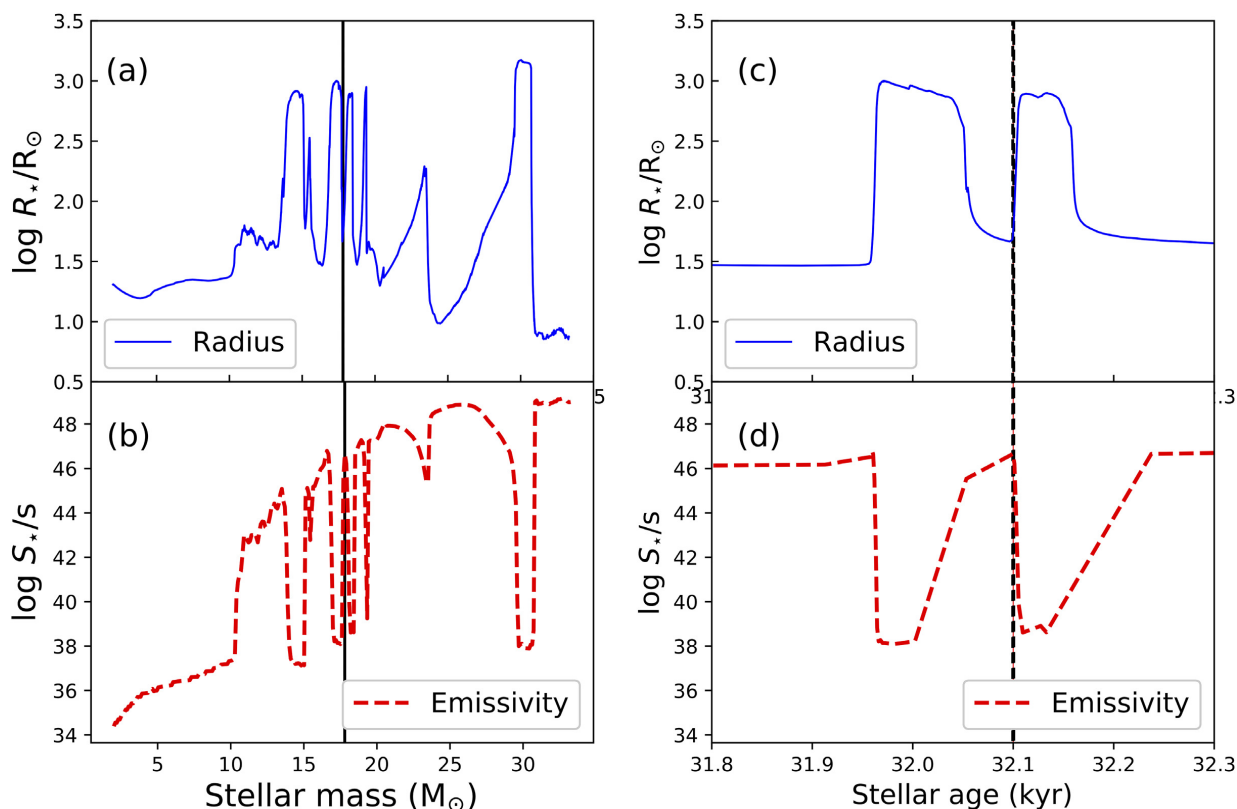 3.5
3.0
2.5
2.0
1.5
1.0
0.5
log R⋆/R⊙
(a)
Radius
5
48
46
44
42
40
38
36
34
log S⋆/s
(b)
Emissivity
5 10 15 20 25 30
Stellar mass (M⊙)
3.5
3.0
2.5
2.0
1.5
1.0
0.5
log R⋆/R⊙
(c)
Radius
31 .3
48
46
44
42
40
38
36
34
log S⋆/s
(d)
Emissivity
31.8 31.9 32.0 32.1 32.2 32.3
Stellar age (kyr)